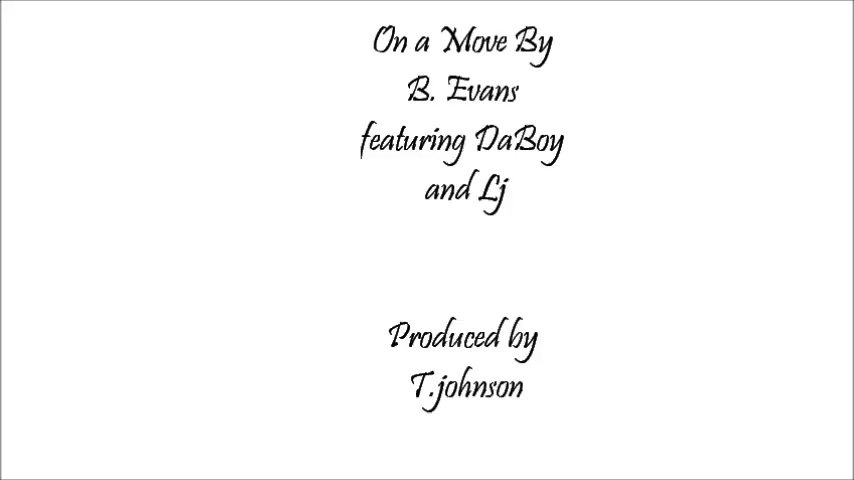 On a Move By
B. Evans
featuring DaBoy
and Lj
Produced by
T.johnson